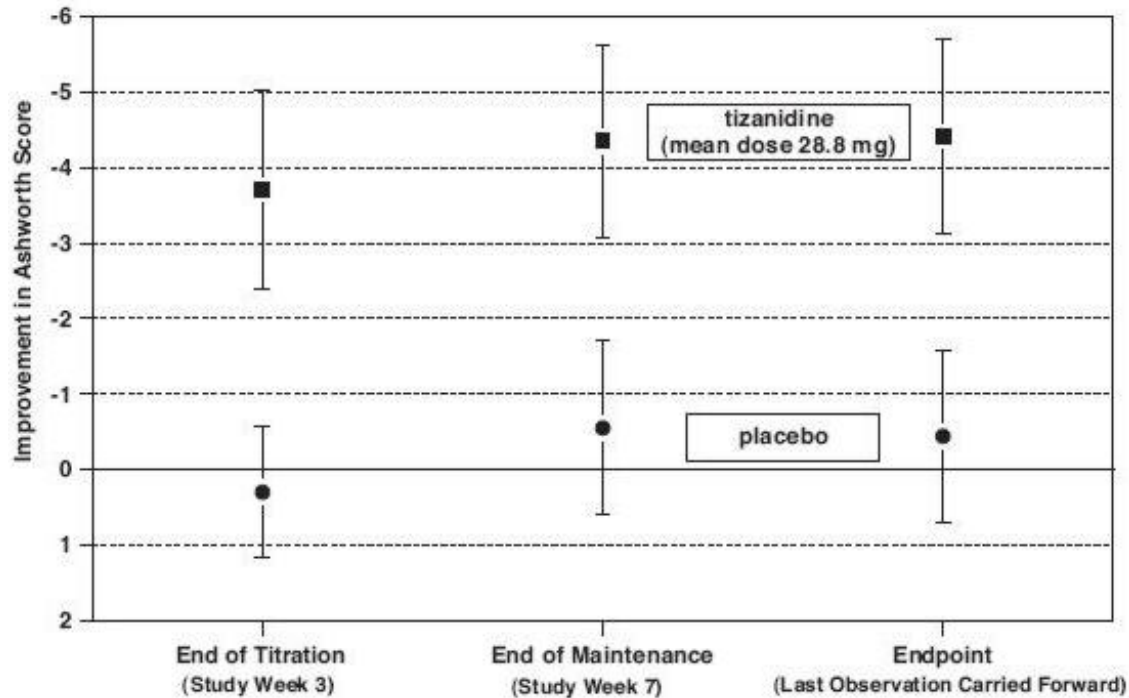 Improvement in Ashworth Score
-6
-5
-4
-3
-2
-1
0
1
2
tizanidine
(mean dose 28.8 mg)
placebo
End of Titration
(Study Week 3)
End of Maintenance
(Study Week 7)
Endpoint
(Last Observation Carried Forward)